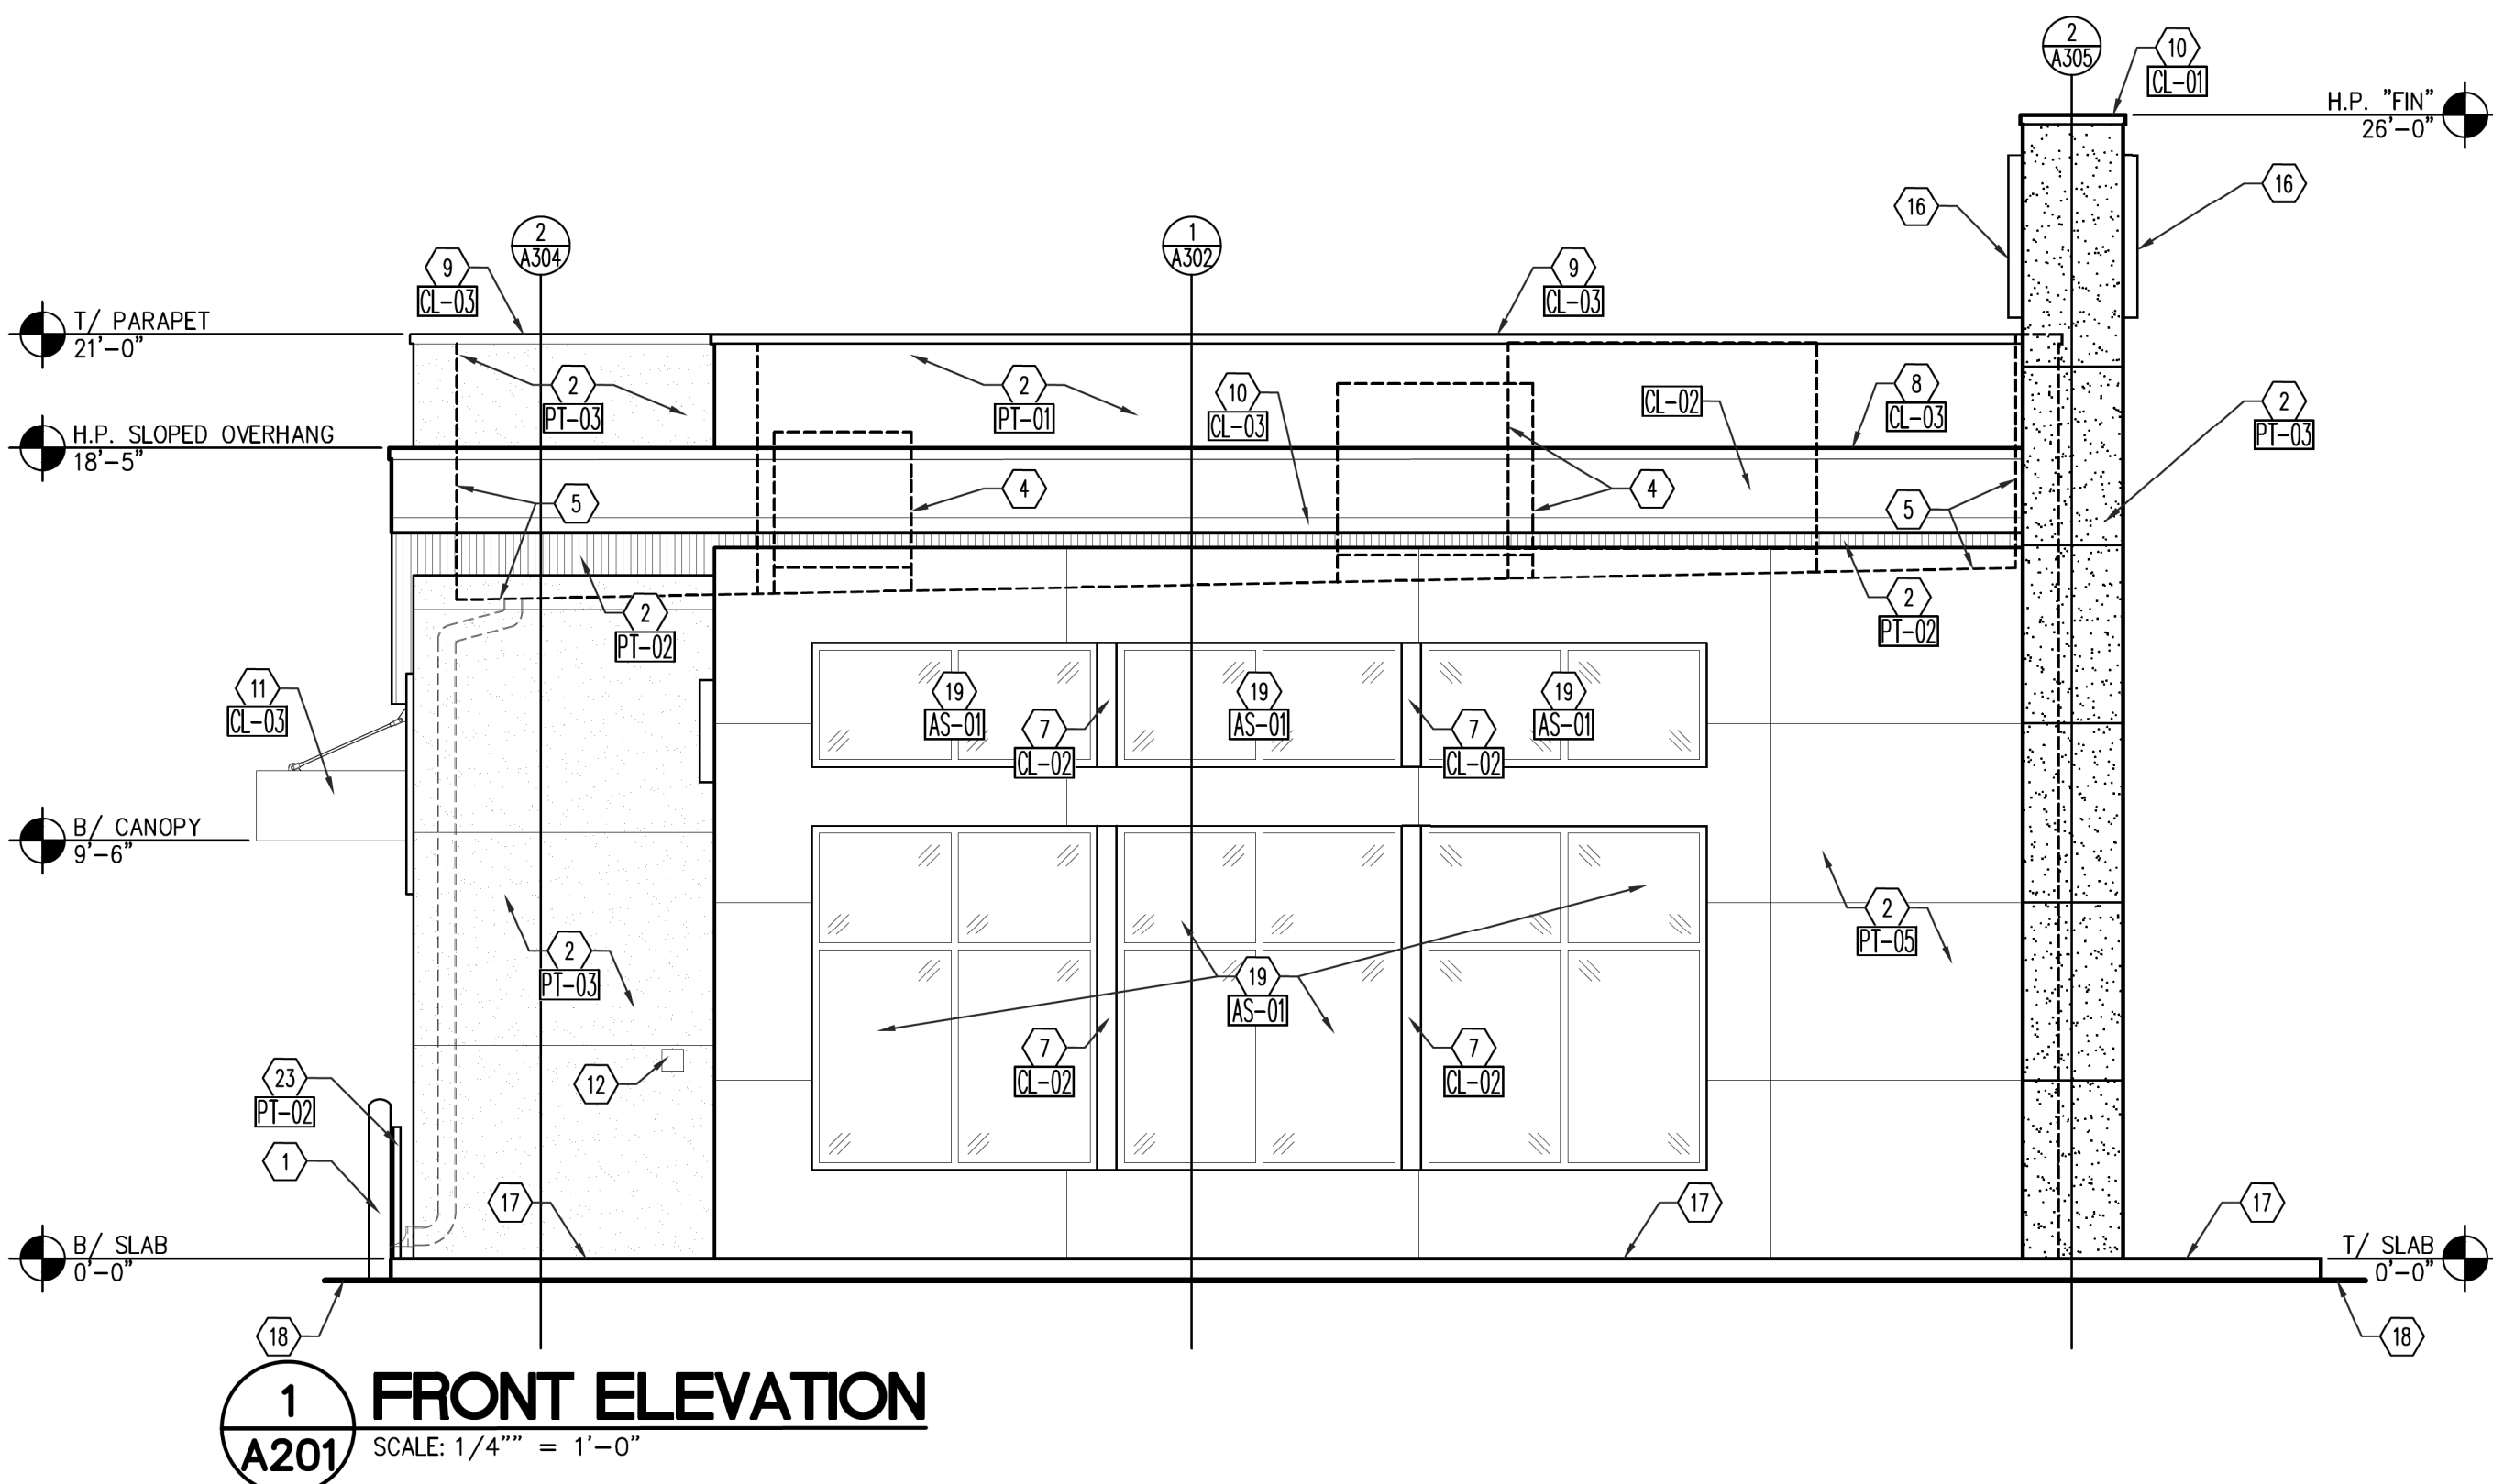 2
A305
10
CL-01
H.P. "FIN"
26'-0"
16
16
2
A304
1
A302
9
CL-03
9
CL-03
T/ PARAPET
21'-0"
2
PT-03
2
PT-01
10
CL-03
CL-02
8
CL-03
2
PT-03
H.P. SLOPED OVERHANG
18'-5"
5
4
4
5
2
PT-02
2
PT-02
11
CL-03
19
AS-01
19
AS-01
19
AS-01
7
CL-02
7
CL-02
B/ CANOPY
9'-6"
2
PT-03
2
PT-05
19
AS-01
7
CL-02
7
CL-02
12
23
PT-02
1
17
17
17
B/ SLAB
0'-0"
T/ SLAB
0'-0"
18
18
1
A201
FRONT ELEVATION
SCALE: 1/4"" = 1'-0"